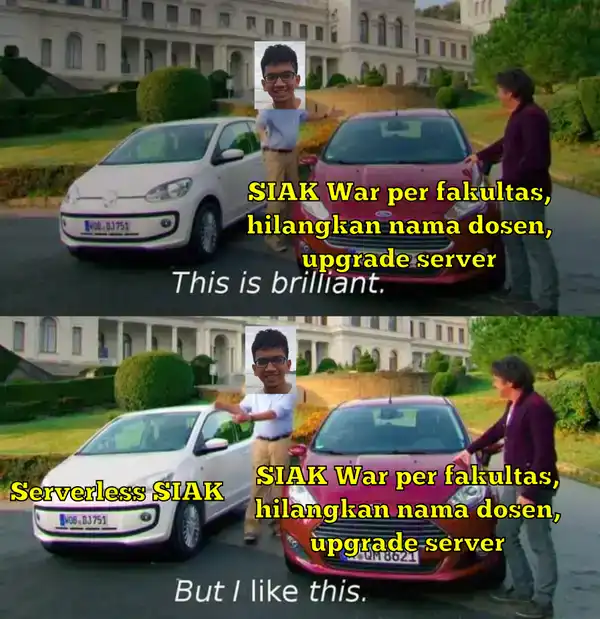 SIAK War per fakultas,
hilangkan nama dosen,
upgrade server
This is brilliant.
Serverless SIAK
SIAK War per fakultas,
hilangkan nama dosen,
upgrade server
But I like this.